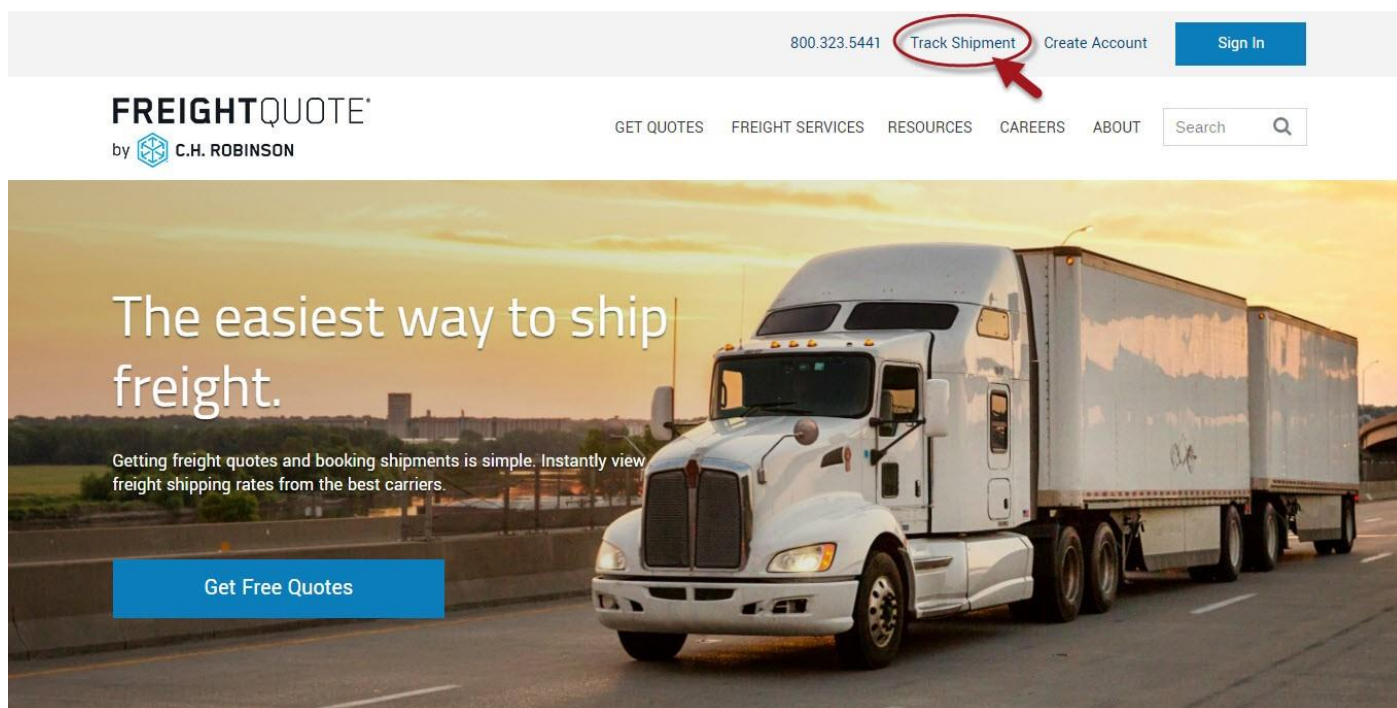 800.323.5441 Track Shipment Create Account Sign In
FREIGHTQUOTE®
by C.H. ROBINSON
GET QUOTES FREIGHT SERVICES RESOURCES CAREERS ABOUT Search
The easiest way to ship
freight.
Getting freight quotes and booking shipments is simple. Instantly view
freight shipping rates from the best carriers.
Get Free Quotes